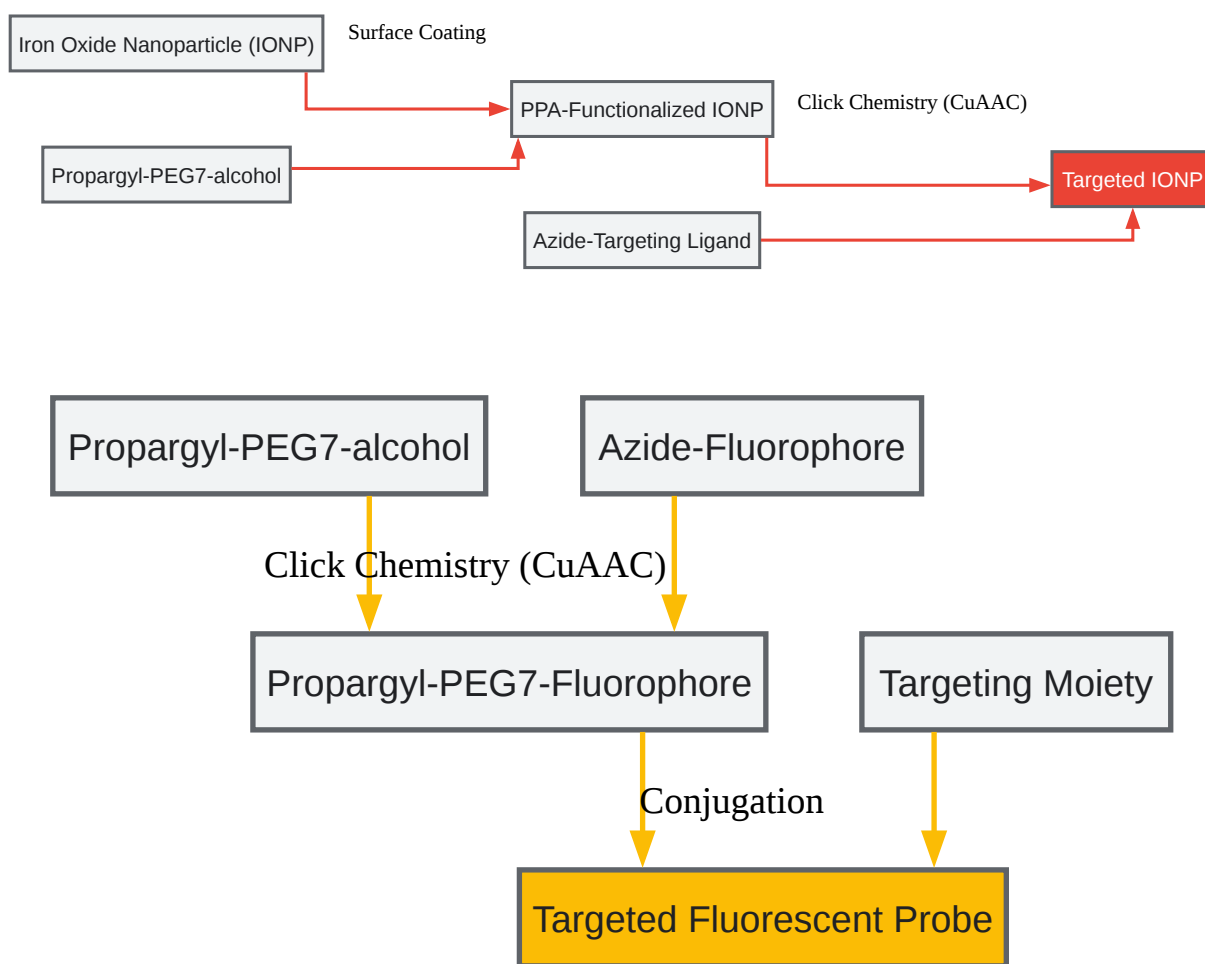 Iron Oxide Nanoparticle (IONP)
Surface Coating
PPA-Functionalized IONP
Click Chemistry (CuAAC)
Propargyl-PEG7-alcohol
Targeted IONP
Azide-Targeting Ligand
Propargyl-PEG7-alcohol
Azide-Fluorophore
Click Chemistry (CuAAC)
Propargyl-PEG7-Fluorophore
Targeting Moiety
Conjugation
Targeted Fluorescent Probe